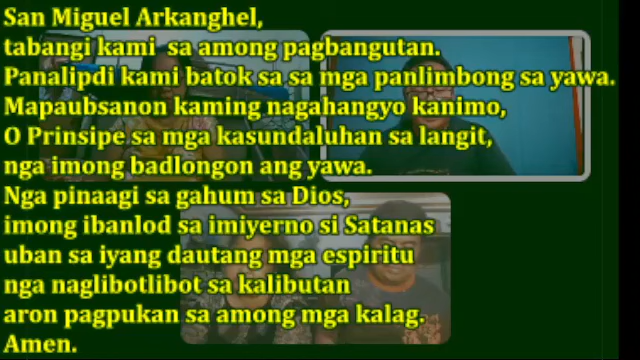 San Miguel Arkanghel,
tabangi kami sa among pagbangutan.
Panalipdi kami batok sa sa mga panlimbong sa yawa.
Mapaubsanon kaming nagahangyo kanimo,
O Prinsipe sa mga kasundaluhan sa langit,
nga imong badlongon ang yawa.
Nga pinaagi sa gahum sa Dios,
imong ibanlod sa imiyerno si Satanas
uban sa iyang dautang mga espiritu
nga naglibotlibot sa kalibutan
aron pagpukan sa among mga kalag.
Amen.